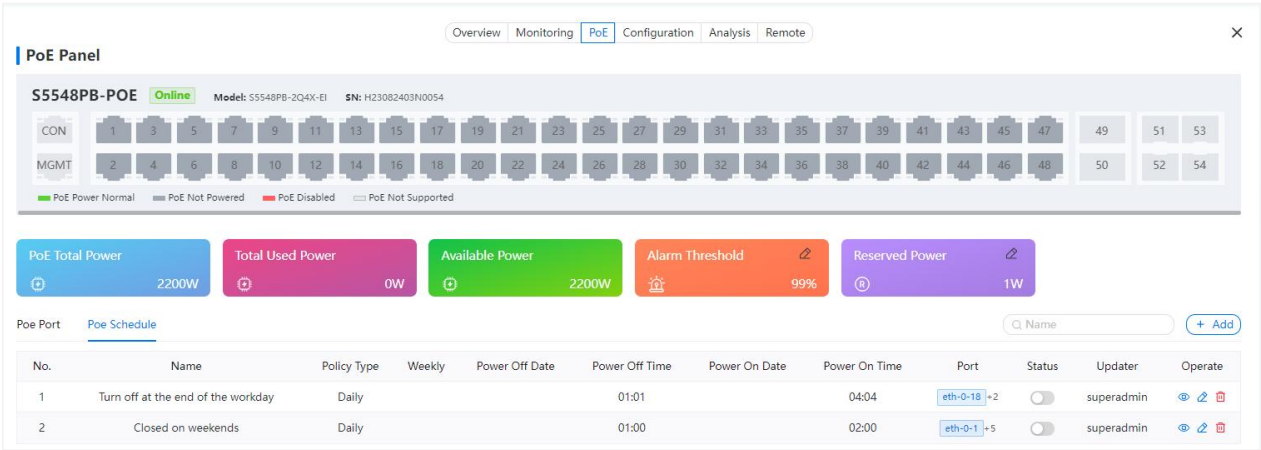 Overview Monitoring PoE Configuration Analysis Remote
PoE Panel
S5548PB-POE Online Model: S5548PB-2Q4X-EI SN: H23082403N0054
CON 1 3 5 7 9 11 13 15 17 19 21 23 25 27 29 31 33 35 37 39 41 43 45 47 49 51 53
MGMT 2 4 6 8 10 12 14 16 18 20 22 24 26 28 30 32 34 36 38 40 42 44 46 48 50 52 54
PoE Power Normal PoE Not Powered PoE Disabled PoE Not Supported
PoE Total Power Total Used Power Available Power Alarm Threshold Reserved Power
2200W 0W 2200W 99% R 1W
Poe Port Poe Schedule Name + Add
No. Name Policy Type Weekly Power Off Date Power Off Time Power On Date Power On Time Port Status Updater Operate
1 Turn off at the end of the workday Daily 01:01 04:04 eth-0-18 +2 superadmin
2 Closed on weekends Daily 01:00 02:00 eth-0-1 +5 superadmin